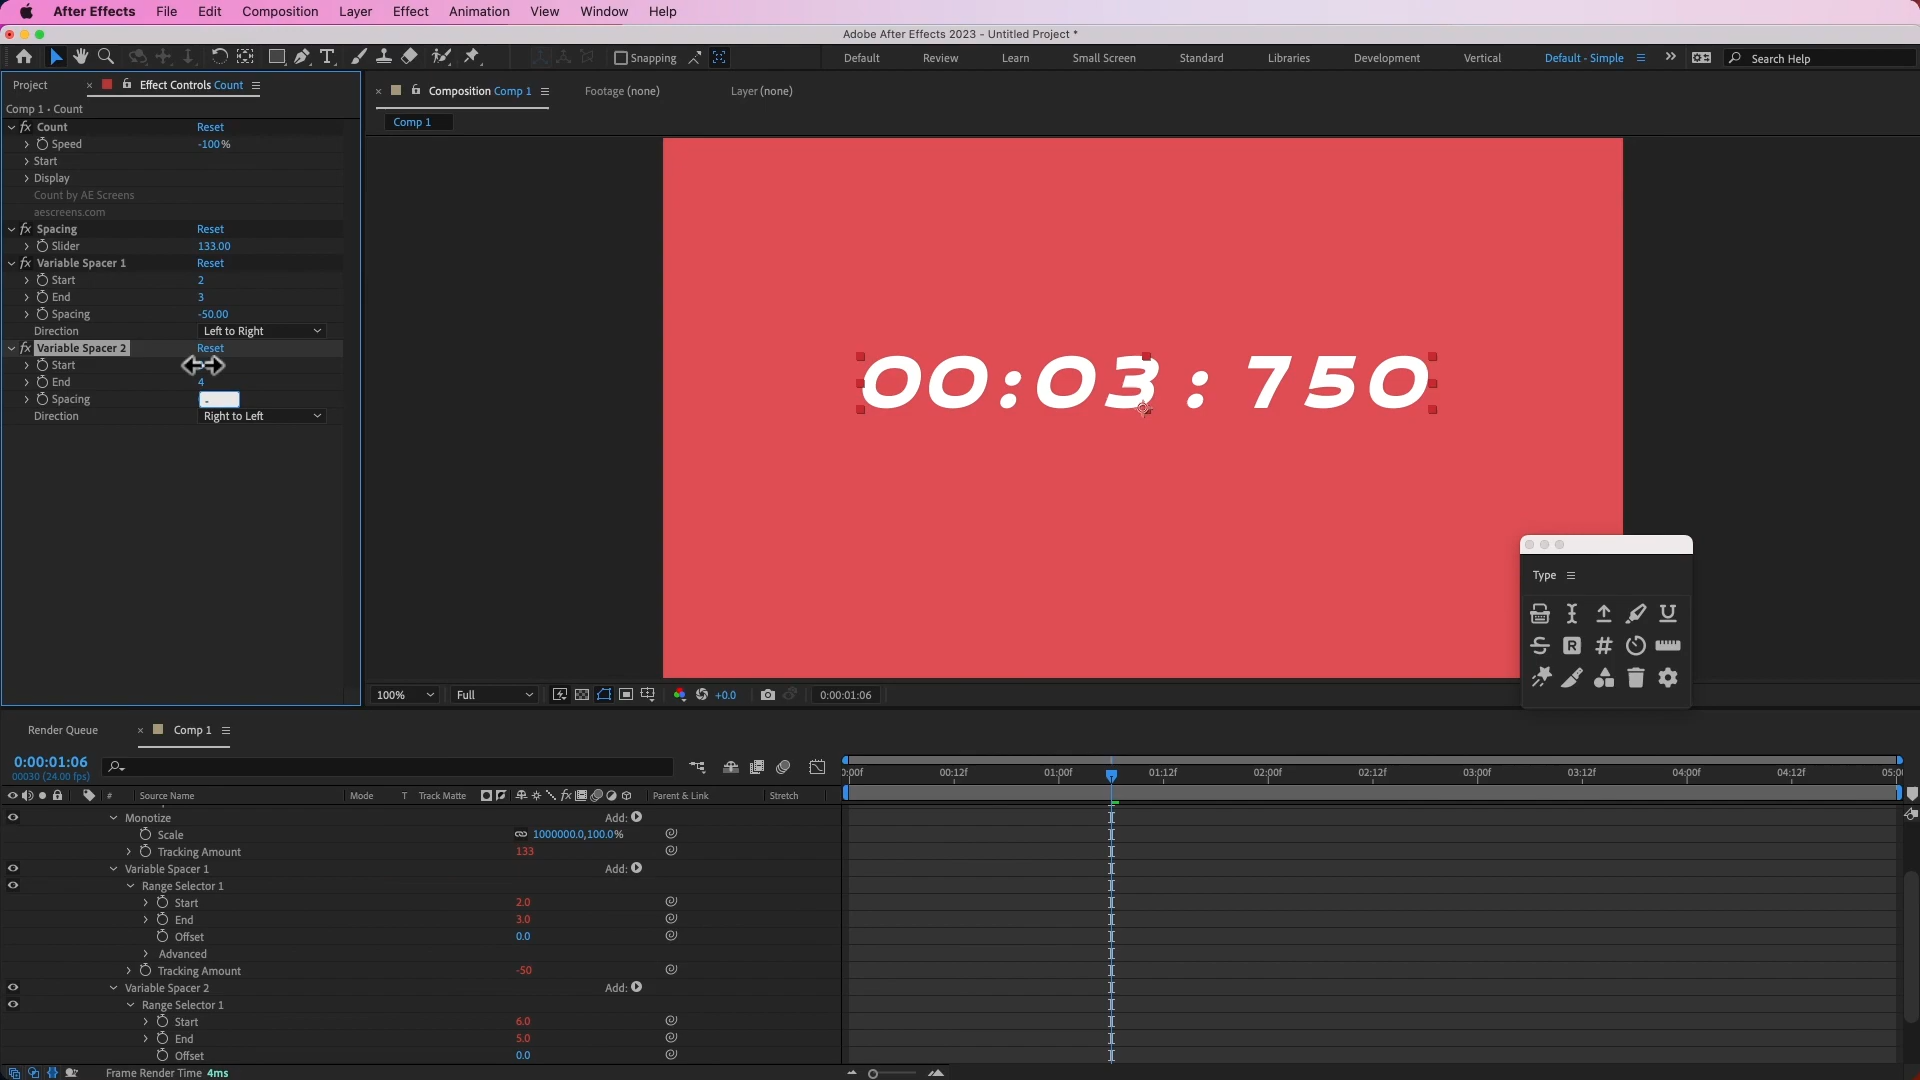 After Effects File Edit Composition Layer Effect Animation View Window Help
Adobe After Effects 2023 - Untitled Project *
Snapping Default Review Learn Small Screen Standard Libraries Development Vertical Default - Simple Search Help
Project Effect Controls Count
Composition Comp 1 Footage (none) Layer (none)
Comp 1 • Count
Comp 1
Count Reset
Speed -100%
Start
Display
Count by AE Screens
aescreens.com
Spacing Reset
Slider 133.00
Variable Spacer 1 Reset
Start 2
End 3
Spacing -50.00
Direction Left to Right
Variable Spacer 2 Reset
Start
End 4
Spacing -
Direction Right to Left
00:03:750
Type
100% Full +0.0 0:00:01:06
Render Queue Comp 1
0:00:01:06
00030 (24.00 fps)
0:00f 00:12f 01:00f 01:12f 02:00f 02:12f 03:00f 03:12f 04:00f 04:12f 05:0
# Source Name Mode T Track Matte Parent & Link Stretch
Monotize Add:
Scale 1000000.0,100.0%
Tracking Amount 133
Variable Spacer 1 Add:
Range Selector 1
Start 2.0
End 3.0
Offset 0.0
Advanced
Tracking Amount -50
Variable Spacer 2 Add:
Range Selector 1
Start 6.0
End 5.0
Offset 0.0
Frame Render Time 4ms